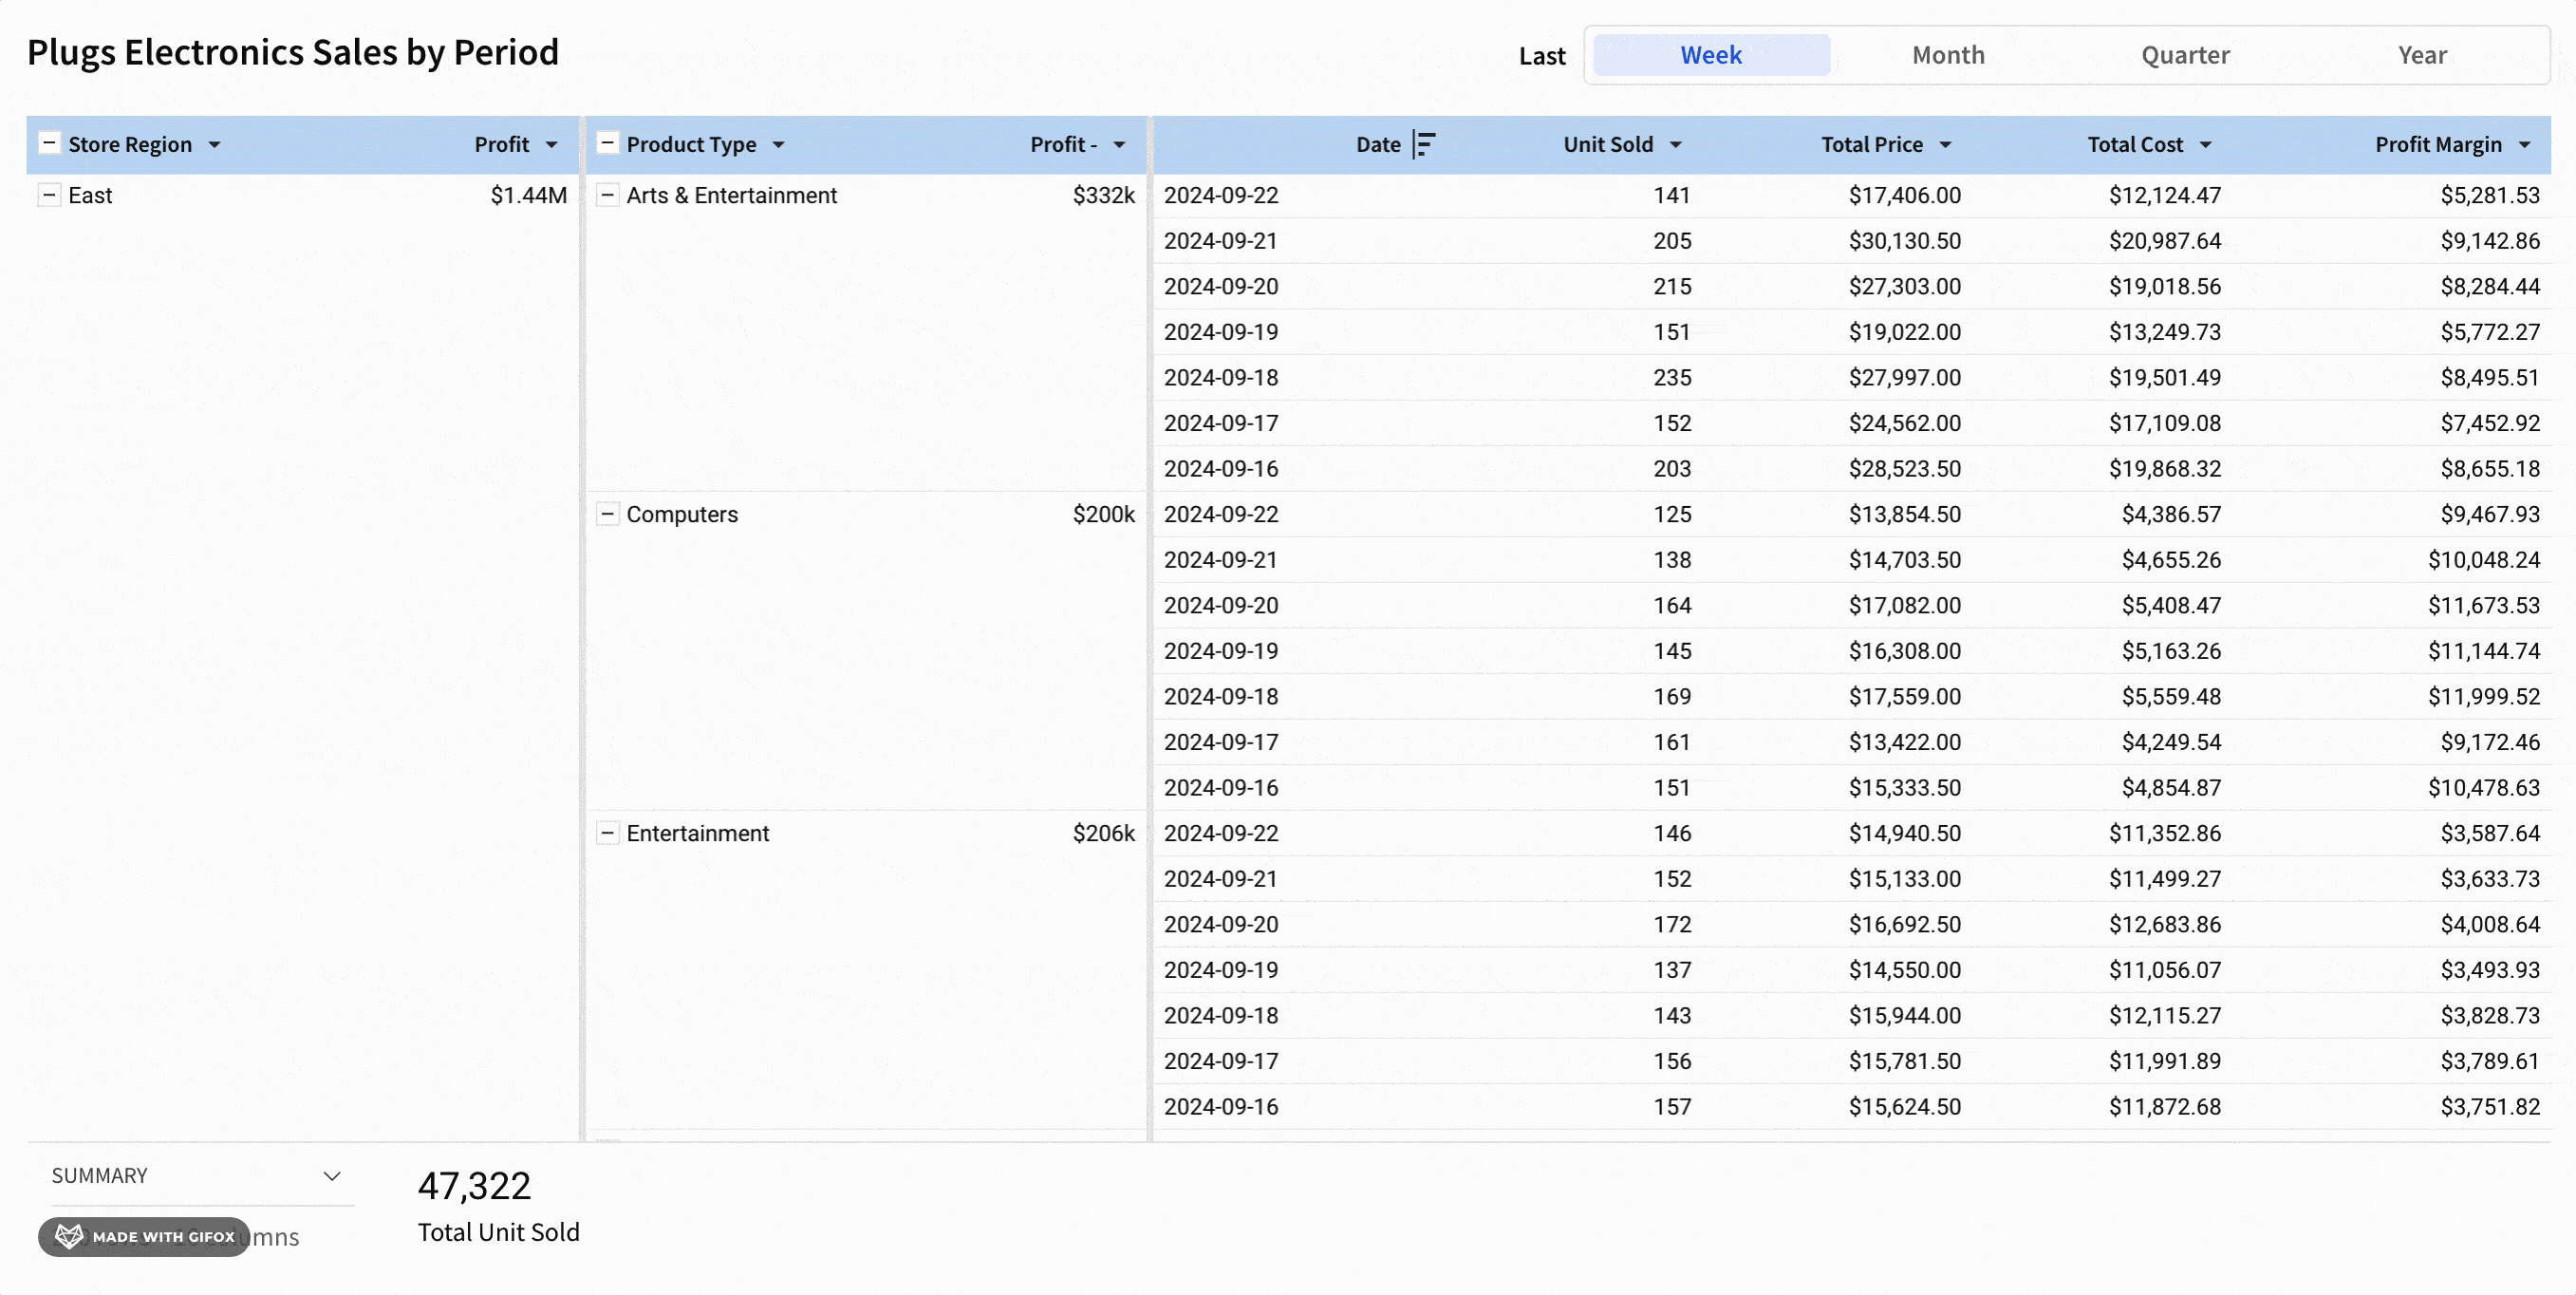 Plugs Electronics Sales by Period
Last Week Month Quarter Year
Store Region Profit Product Type Profit - Date Unit Sold Total Price Total Cost Profit Margin
East $1.44M Arts & Entertainment $332k 2024-09-22 141 $17,406.00 $12,124.47 $5,281.53
2024-09-21 205 $30,130.50 $20,987.64 $9,142.86
2024-09-20 215 $27,303.00 $19,018.56 $8,284.44
2024-09-19 151 $19,022.00 $13,249.73 $5,772.27
2024-09-18 235 $27,997.00 $19,501.49 $8,495.51
2024-09-17 152 $24,562.00 $17,109.08 $7,452.92
2024-09-16 203 $28,523.50 $19,868.32 $8,655.18
Computers $200k 2024-09-22 125 $13,854.50 $4,386.57 $9,467.93
2024-09-21 138 $14,703.50 $4,655.26 $10,048.24
2024-09-20 164 $17,082.00 $5,408.47 $11,673.53
2024-09-19 145 $16,308.00 $5,163.26 $11,144.74
2024-09-18 169 $17,559.00 $5,559.48 $11,999.52
2024-09-17 161 $13,422.00 $4,249.54 $9,172.46
2024-09-16 151 $15,333.50 $4,854.87 $10,478.63
Entertainment $206k 2024-09-22 146 $14,940.50 $11,352.86 $3,587.64
2024-09-21 152 $15,133.00 $11,499.27 $3,633.73
2024-09-20 172 $16,692.50 $12,683.86 $4,008.64
2024-09-19 137 $14,550.00 $11,056.07 $3,493.93
2024-09-18 143 $15,944.00 $12,115.27 $3,828.73
2024-09-17 156 $15,781.50 $11,991.89 $3,789.61
2024-09-16 157 $15,624.50 $11,872.68 $3,751.82
SUMMARY
47,322
Total Unit Sold
MADE WITH GIFOX